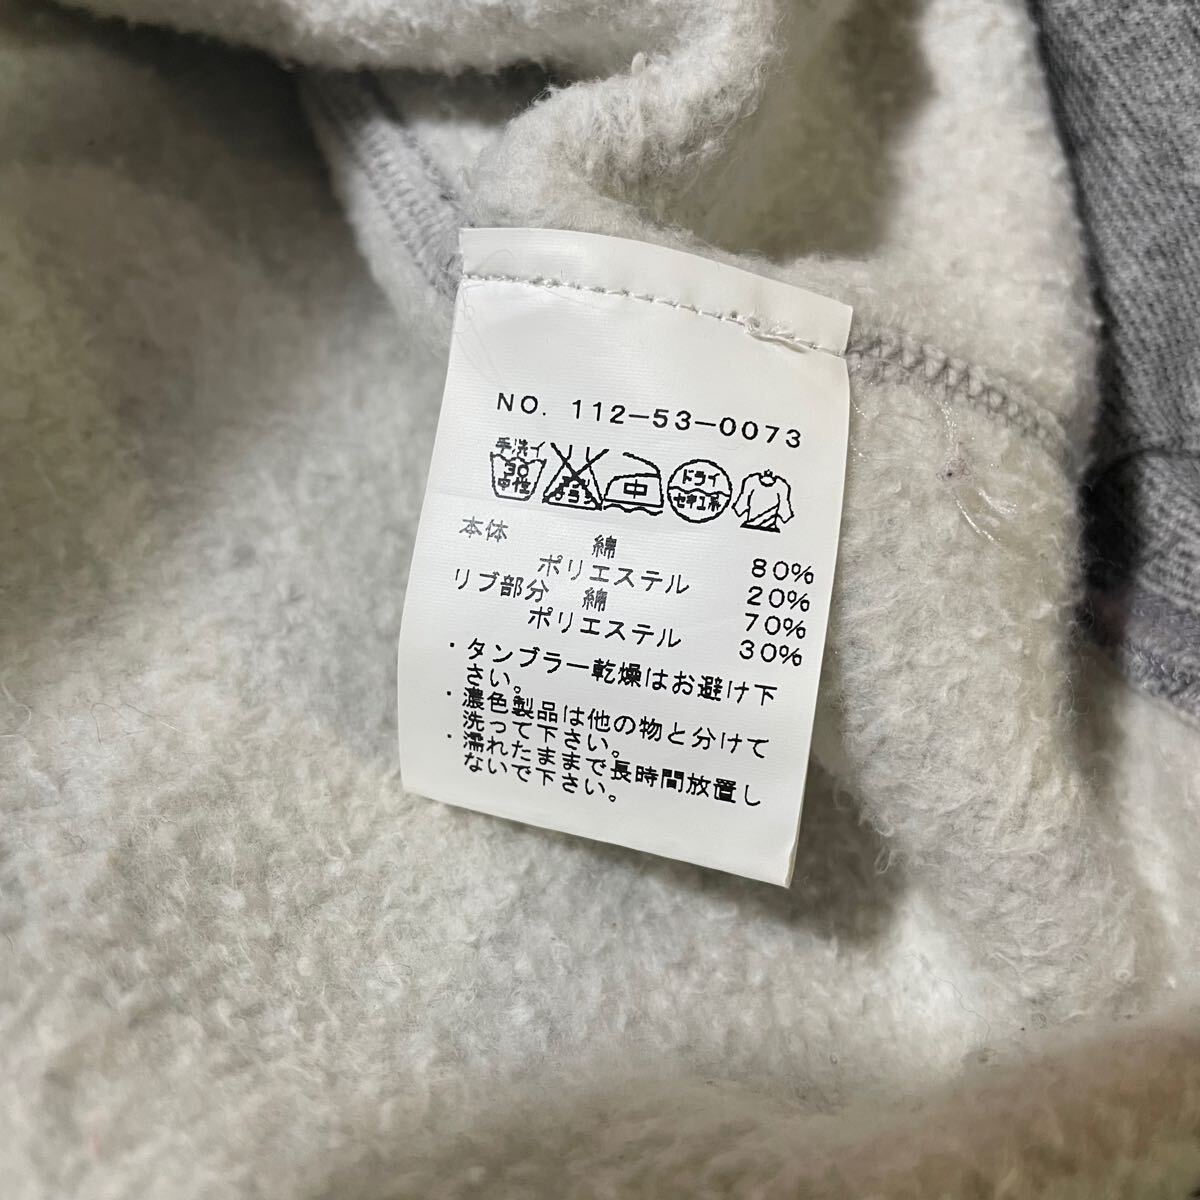 NO. 112-53-0073
手洗イ
30
中性
中
ドライ
セキユ系
本体 綿 80%
ポリエステル 20%
リブ部分 綿 70%
ポリエステル 30%
・タンブラー乾燥はお避け下
さい。
・濃色製品は他の物と分けて
洗って下さい。
・濡れたままで長時間放置し
ないで下さい。